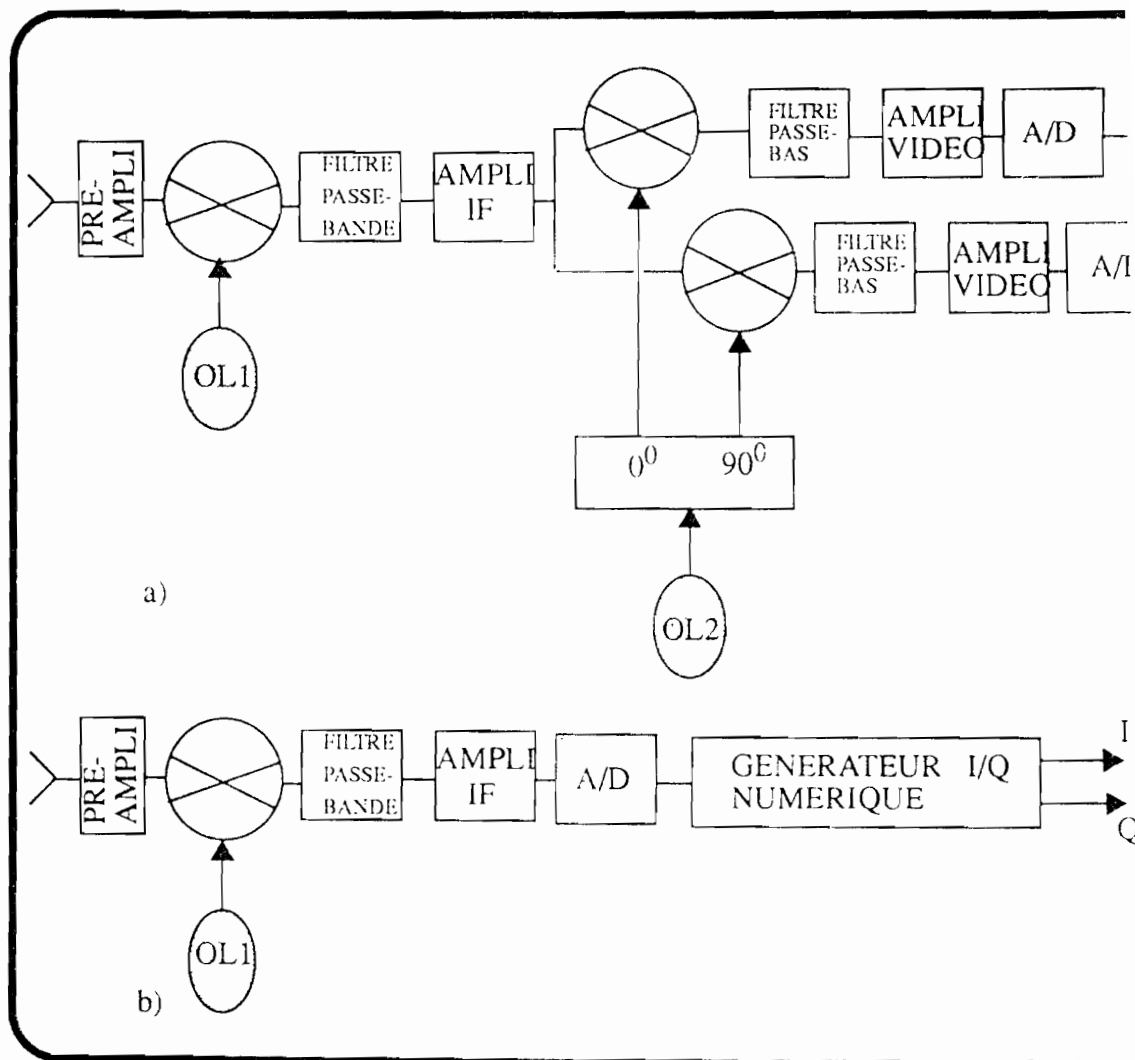 FILTRE
PASSE-
BAS
AMPLI
VIDEO
A/D
PRE-
AMPLI
FILTRE
PASSE-
BANDE
AMPLI
IF
FILTRE
PASSE-
BAS
AMPLI
VIDEO
A/
OL1
0⁰ 90⁰
a)
OL2
PRE-
AMPLI
FILTRE
PASSE-
BANDE
AMPLI
IF
A/D
GENERATEUR I/Q
NUMERIQUE
I
Q
OL1
b)